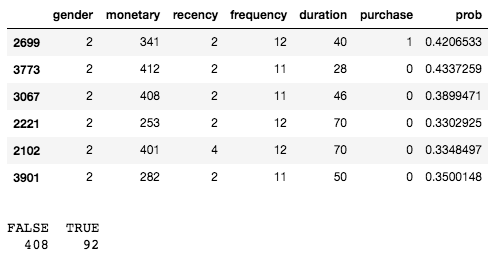 gender monetary recency frequency duration purchase prob
2699 2 341 2 12 40 1 0.4206533
3773 2 412 2 11 28 0 0.4337259
3067 2 408 2 11 46 0 0.3899471
2221 2 253 2 12 70 0 0.3302925
2102 2 401 4 12 70 0 0.3348497
3901 2 282 2 11 50 0 0.3500148
FALSE TRUE
408 92